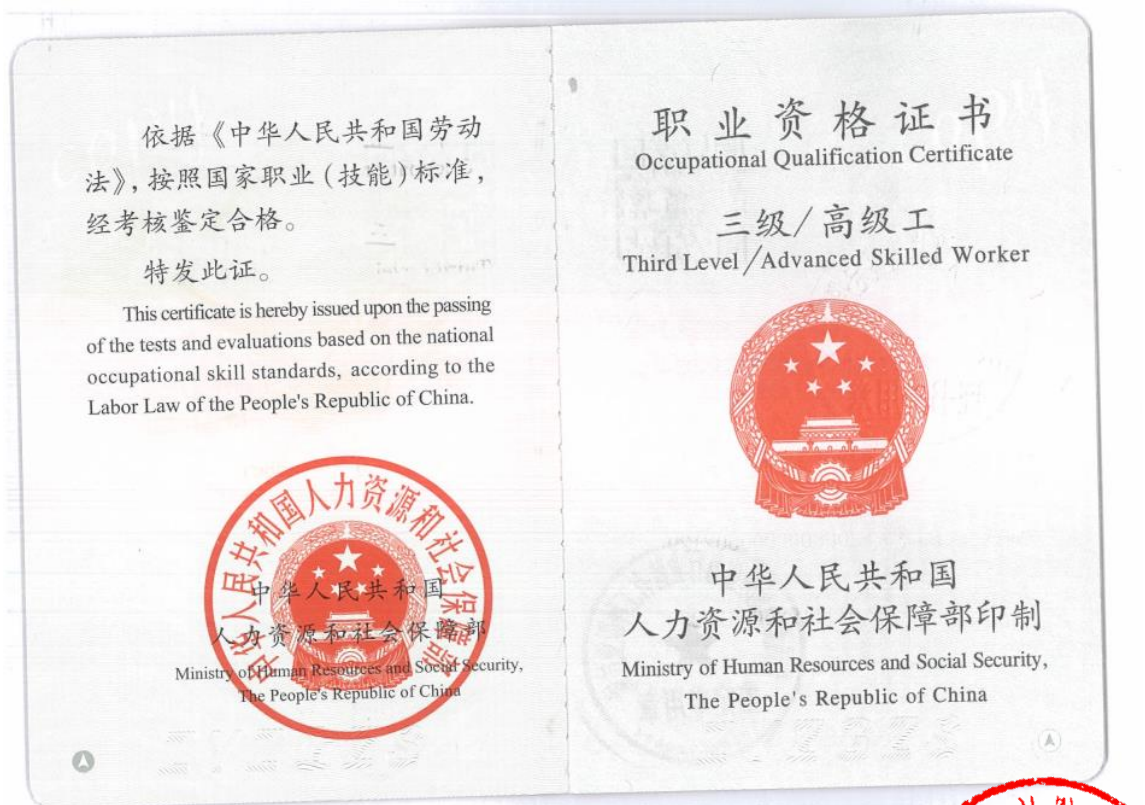 依据《中华人民共和国劳动
法》,按照国家职业(技能)标准,
经考核鉴定合格。
特发此证。
This certificate is hereby issued upon the passing
of the tests and evaluations based on the national
occupational skill standards, according to the
Labor Law of the People's Republic of China.
中华人民共和国人力资源和社会保障部
中华人民共和国
人力资源和社会保障部
Ministry of Human Resources and Social Security,
The People's Republic of China
职业资格证书
Occupational Qualification Certificate
三级/高级工
Third Level/Advanced Skilled Worker
中华人民共和国
人力资源和社会保障部印制
Ministry of Human Resources and Social Security,
The People's Republic of China